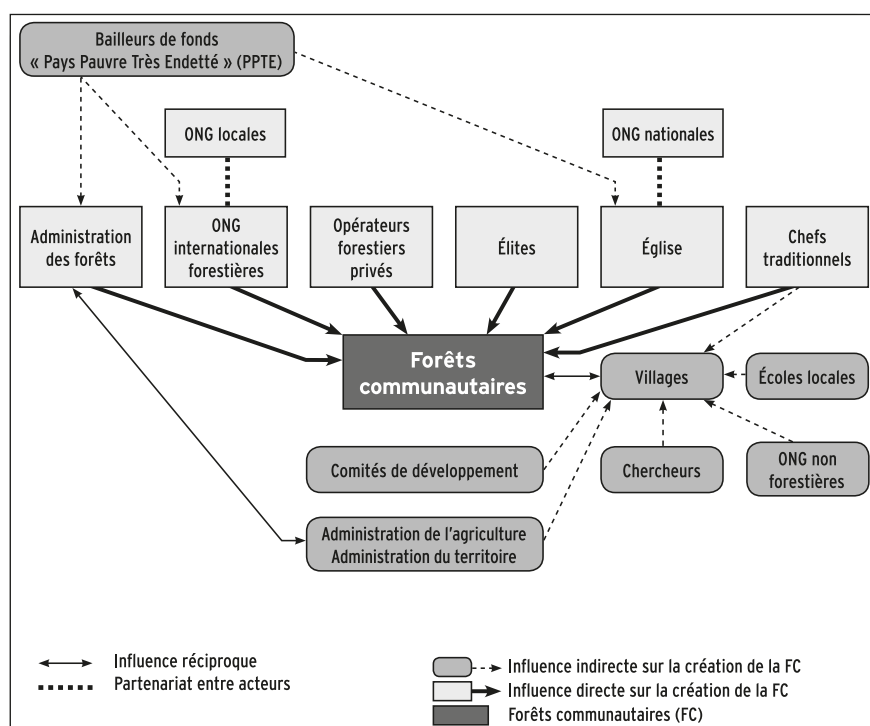 Bailleurs de fonds
« Pays Pauvre Très Endetté » (PPTE)
ONG locales
ONG nationales
Administration
des forêts
ONG
internationales
forestières
Opérateurs
forestiers
privés
Élites
Église
Chefs
traditionnels
Forêts
communautaires
Villages
Écoles locales
Comités de développement
Chercheurs
ONG non
forestières
Administration de l'agriculture
Administration du territoire
Influence réciproque
Partenariat entre acteurs
Influence indirecte sur la création de la FC
Influence directe sur la création de la FC
Forêts communautaires (FC)